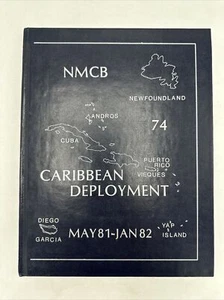 NMCB
NEWFOUNDLAND
ANDROS
74
CUBA
PUERTO
RICO
VIEQUES
CARIBBEAN
DEPLOYMENT
DIEGO
GARCIA
MAY81-JAN82
YAP
ISLAND